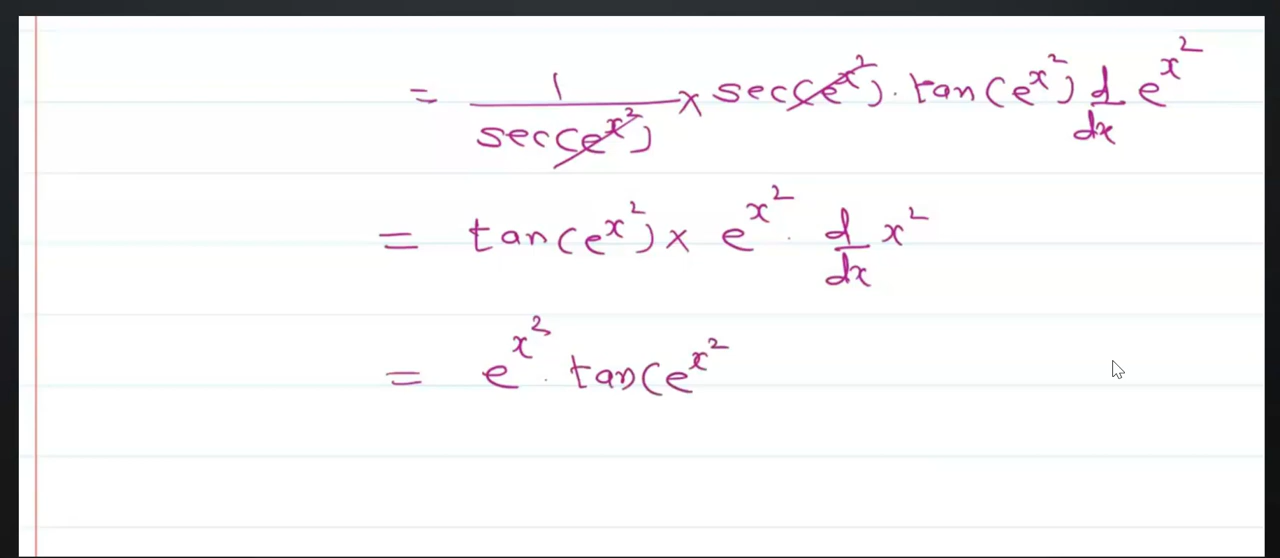 = 1/sec(e^x^2) × sec(e^x^2) · tan(e^x^2) d/dx e^x^2
= tan(e^x^2) × e^x^2 · d/dx x^2
= e^x^2 · tan(e^x^2